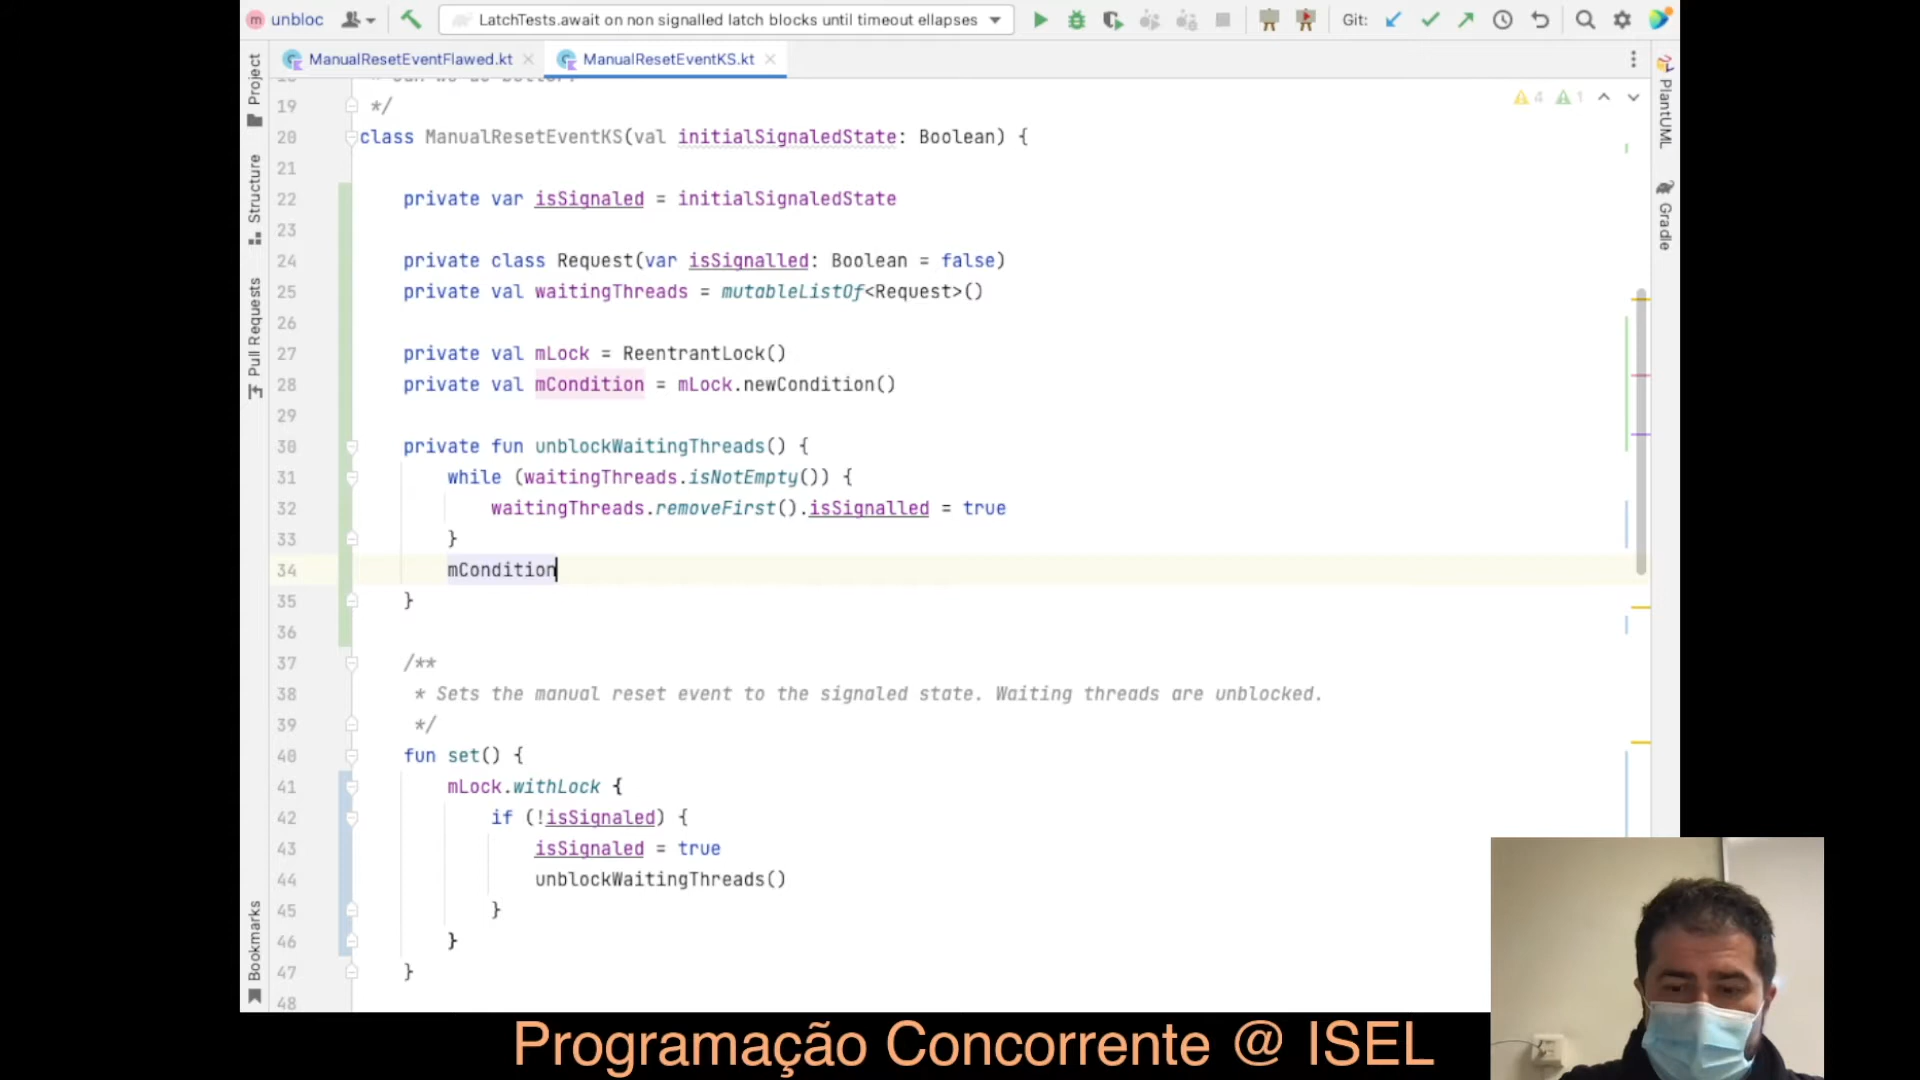 unbloc
LatchTests.await on non signalled latch blocks until timeout ellapses
Git:
ManualResetEventFlawed.kt
ManualResetEventKS.kt
Project
Structure
Pull Requests
Bookmarks
PlantUML
Gradle
4
1
19 */
20 class ManualResetEventKS(val initialSignaledState: Boolean) {
21
22 private var isSignaled = initialSignaledState
23
24 private class Request(var isSignalled: Boolean = false)
25 private val waitingThreads = mutableListOf<Request>()
26
27 private val mLock = ReentrantLock()
28 private val mCondition = mLock.newCondition()
29
30 private fun unblockWaitingThreads() {
31 while (waitingThreads.isNotEmpty()) {
32 waitingThreads.removeFirst().isSignalled = true
33 }
34 mCondition
35 }
36
37 /**
38 * Sets the manual reset event to the signaled state. Waiting threads are unblocked.
39 */
40 fun set() {
41 mLock.withLock {
42 if (!isSignaled) {
43 isSignaled = true
44 unblockWaitingThreads()
45 }
46 }
47 }
48
Programação Concorrente @ ISEL